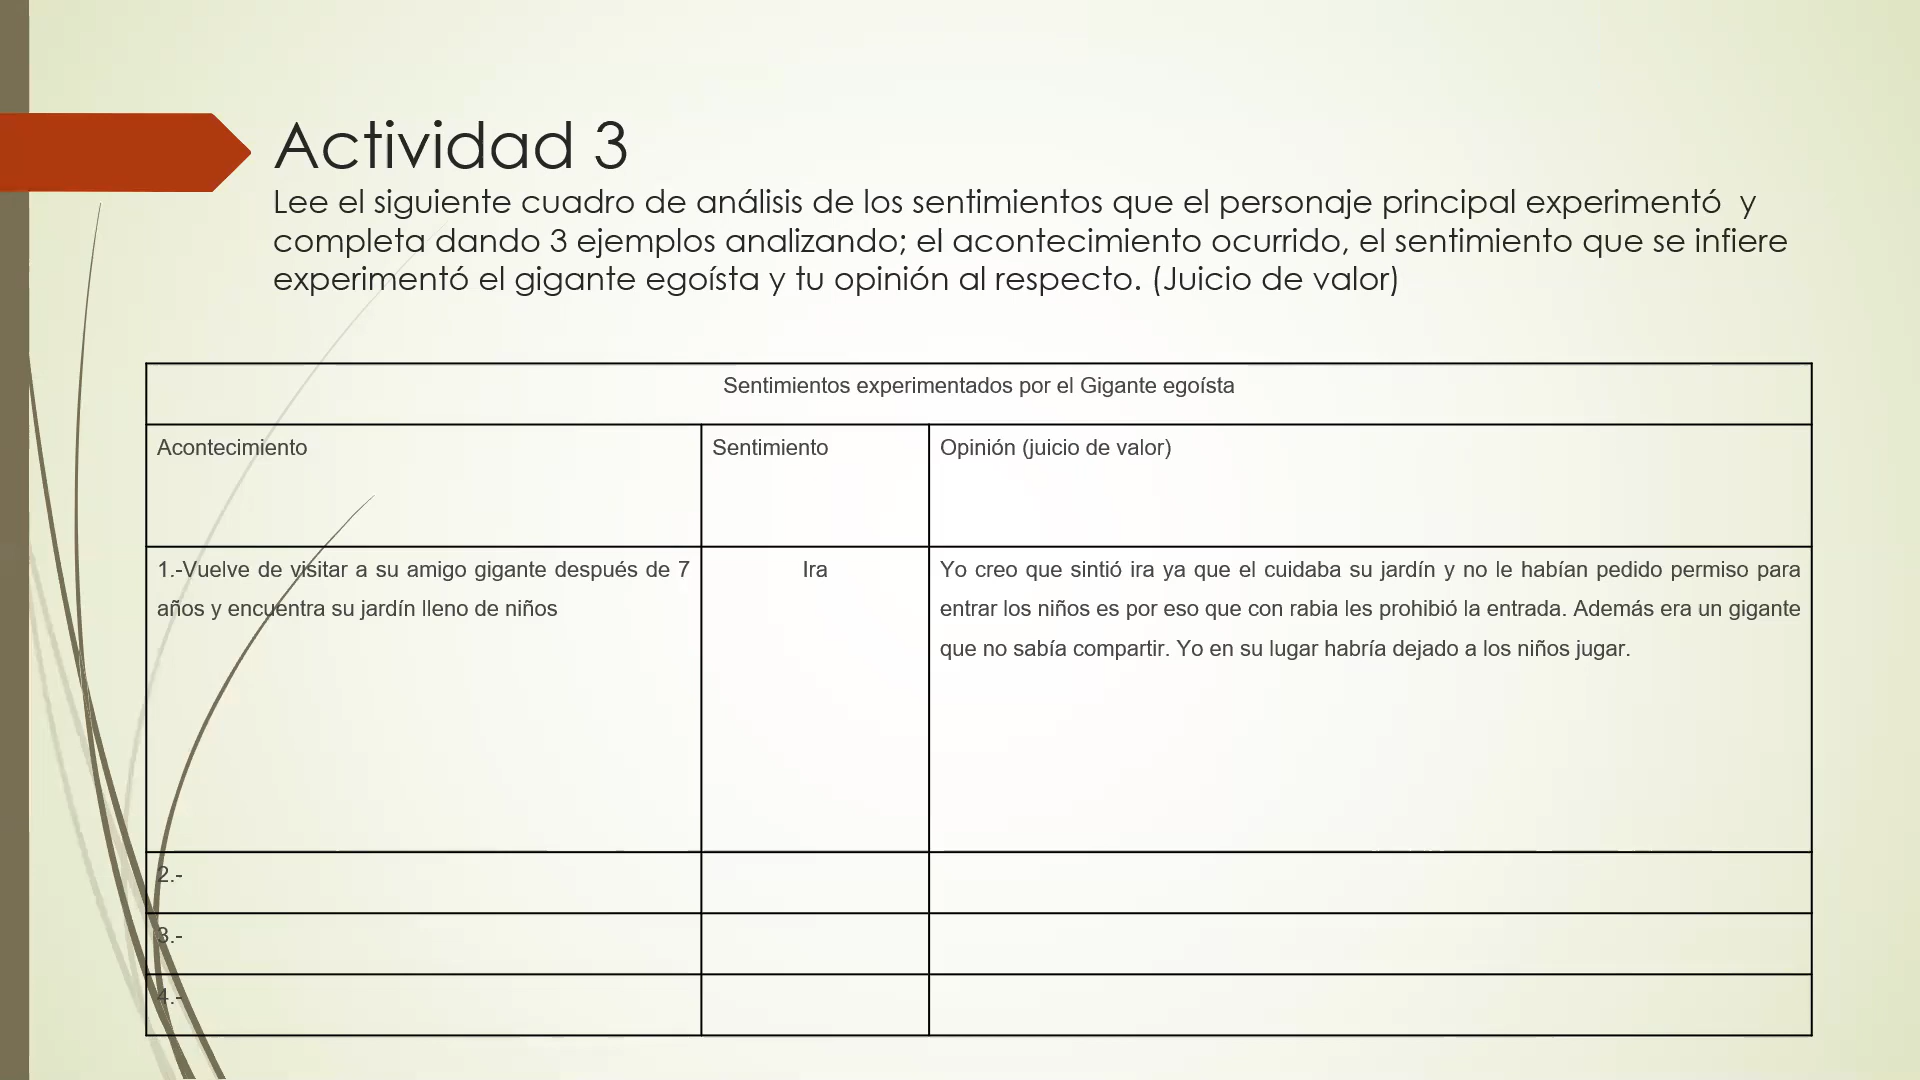 Actividad 3
Lee el siguiente cuadro de análisis de los sentimientos que el personaje principal experimentó  y
completa dando 3 ejemplos analizando; el acontecimiento ocurrido, el sentimiento que se infiere
experimentó el gigante egoísta y tu opinión al respecto. (Juicio de valor)
Sentimientos experimentados por el Gigante egoísta
Acontecimiento
Sentimiento
Opinión (juicio de valor)
1.-Vuelve de visitar a su amigo gigante después de 7
años y encuentra su jardín lleno de niños
Ira
Yo creo que sintió ira ya que el cuidaba su jardín y no le habían pedido permiso para
entrar los niños es por eso que con rabia les prohibió la entrada. Además era un gigante
que no sabía compartir. Yo en su lugar habría dejado a los niños jugar.
2.-
3.-
4.-